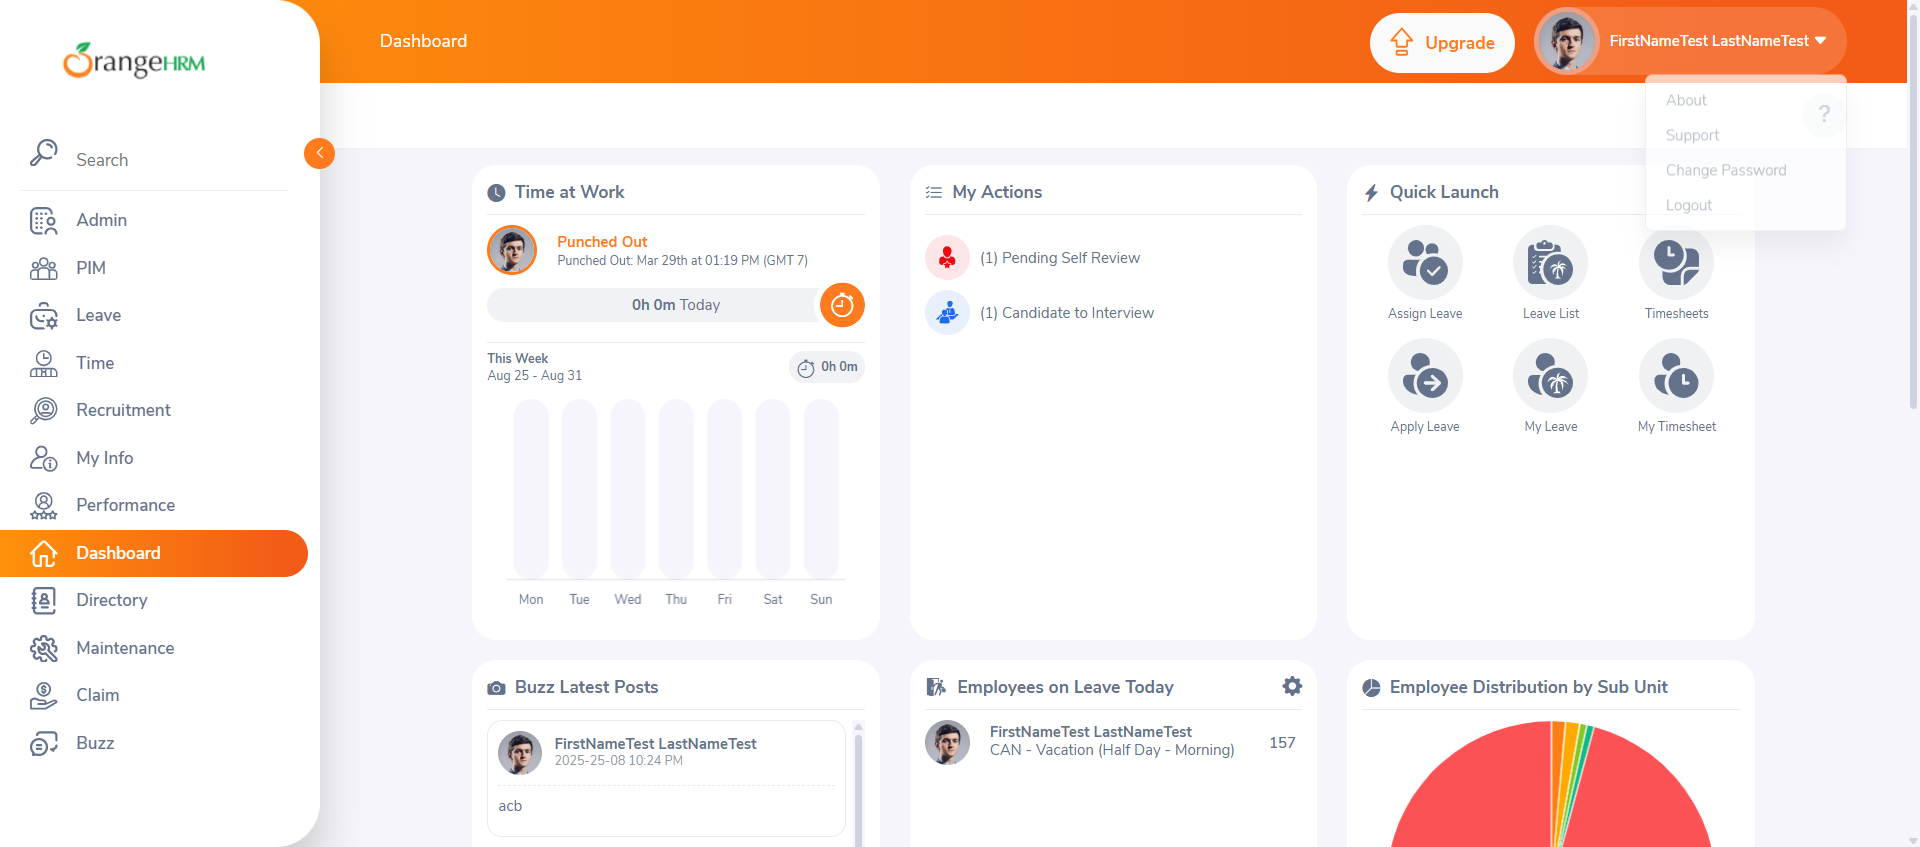 OrangeHRM
Search
Admin
PIM
Leave
Time
Recruitment
My Info
Performance
Dashboard
Directory
Maintenance
Claim
Buzz
Dashboard
Upgrade
FirstNameTest LastNameTest
About
?
Support
Change Password
Logout
Time at Work
Punched Out
Punched Out: Mar 29th at 01:19 PM (GMT 7)
0h 0m Today
This Week
Aug 25 - Aug 31
0h 0m
Mon Tue Wed Thu Fri Sat Sun
My Actions
(1) Pending Self Review
(1) Candidate to Interview
Quick Launch
Assign Leave Leave List Timesheets
Apply Leave My Leave My Timesheet
Buzz Latest Posts
FirstNameTest LastNameTest
2025-25-08 10:24 PM
acb
Employees on Leave Today
FirstNameTest LastNameTest
CAN - Vacation (Half Day - Morning)
157
Employee Distribution by Sub Unit